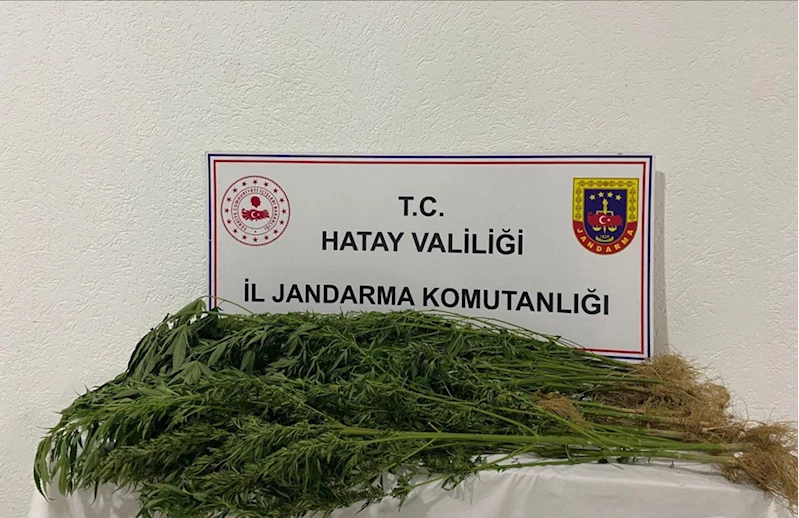 T.C.
HATAY VALİLİĞİ
İL JANDARMA KOMUTANLIĞI
JANDARMA